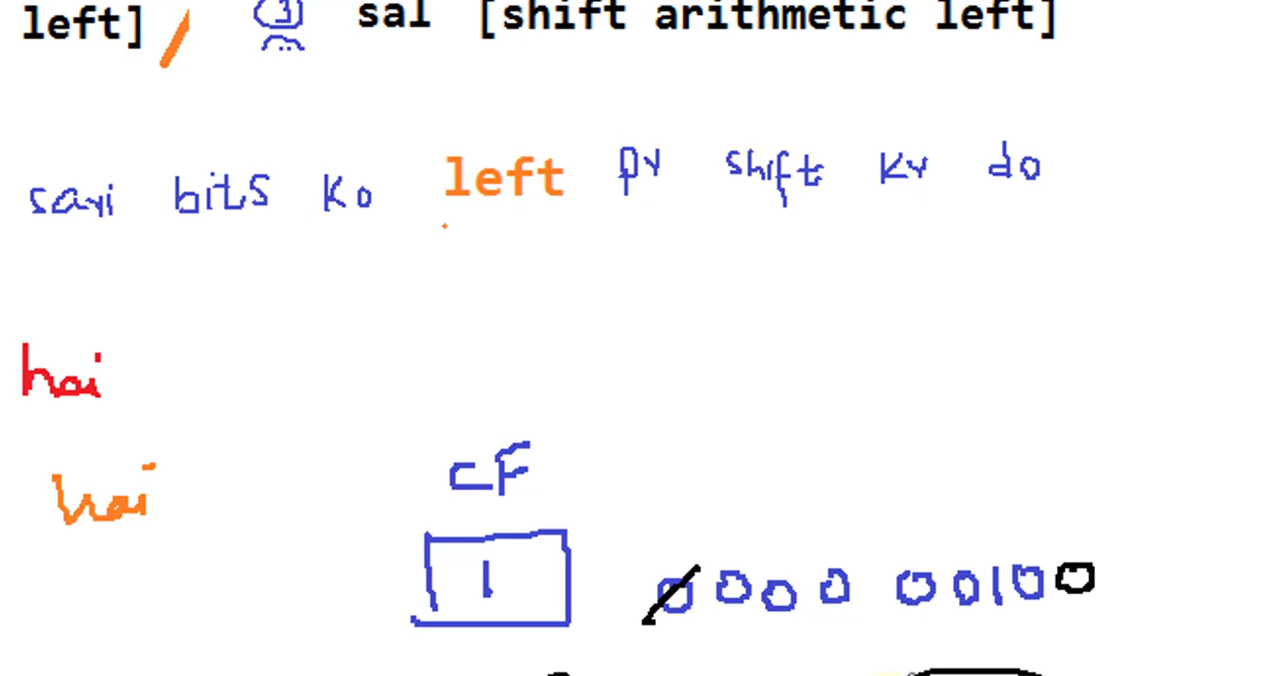 left] / sal [shift arithmetic left]
sari bits ko left pr shift kr do
hai
hai
CF
1 0000 00100